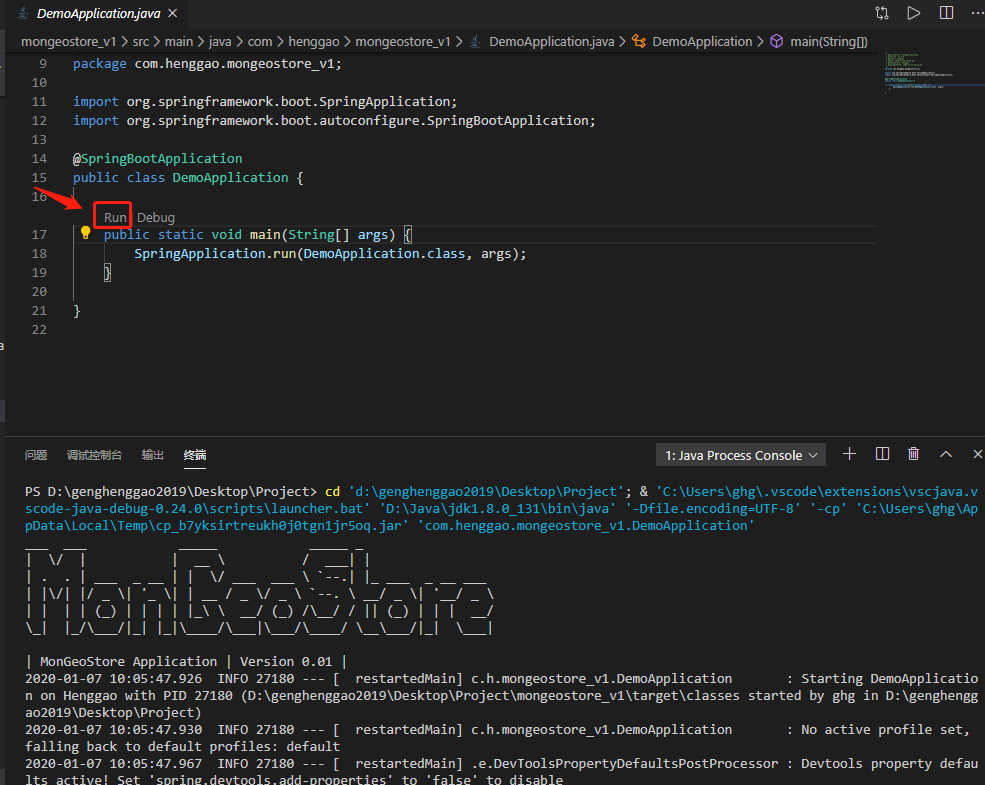 DemoApplication.java
mongeostore_v1 > src > main > java > com > henggao > mongeostore_v1 > DemoApplication.java > DemoApplication > main(String[])
9 package com.henggao.mongeostore_v1;
10
11 import org.springframework.boot.SpringApplication;
12 import org.springframework.boot.autoconfigure.SpringBootApplication;
13
14 @SpringBootApplication
15 public class DemoApplication {
16
Run | Debug
17 public static void main(String[] args) {
18 SpringApplication.run(DemoApplication.class, args);
19 }
20
21 }
22
问题 调试控制台 输出 终端 1: Java Process Console
PS D:\genghenggao2019\Desktop\Project> cd 'd:\genghenggao2019\Desktop\Project'; & 'C:\Users\ghg\.vscode\extensions\vscjava.v
scode-java-debug-0.24.0\scripts\launcher.bat' 'D:\Java\jdk1.8.0_131\bin\java' '-Dfile.encoding=UTF-8' '-cp' 'C:\Users\ghg\Ap
pData\Local\Temp\cp_b7yksirtreukh0j0tgn1jr5oq.jar' 'com.henggao.mongeostore_v1.DemoApplication'
MonGeoStore
| MonGeoStore Application | Version 0.01 |
2020-01-07 10:05:47.926 INFO 27180 --- [ restartedMain] c.h.mongeostore_v1.DemoApplication : Starting DemoApplicatio
n on Henggao with PID 27180 (D:\genghenggao2019\Desktop\Project\mongeostore_v1\target\classes started by ghg in D:\genghengg
ao2019\Desktop\Project)
2020-01-07 10:05:47.930 INFO 27180 --- [ restartedMain] c.h.mongeostore_v1.DemoApplication : No active profile set,
falling back to default profiles: default
2020-01-07 10:05:47.967 INFO 27180 --- [ restartedMain] .e.DevToolsPropertyDefaultsPostProcessor : Devtools property defau
lts active! Set 'spring.devtools.add-properties' to 'false' to disable